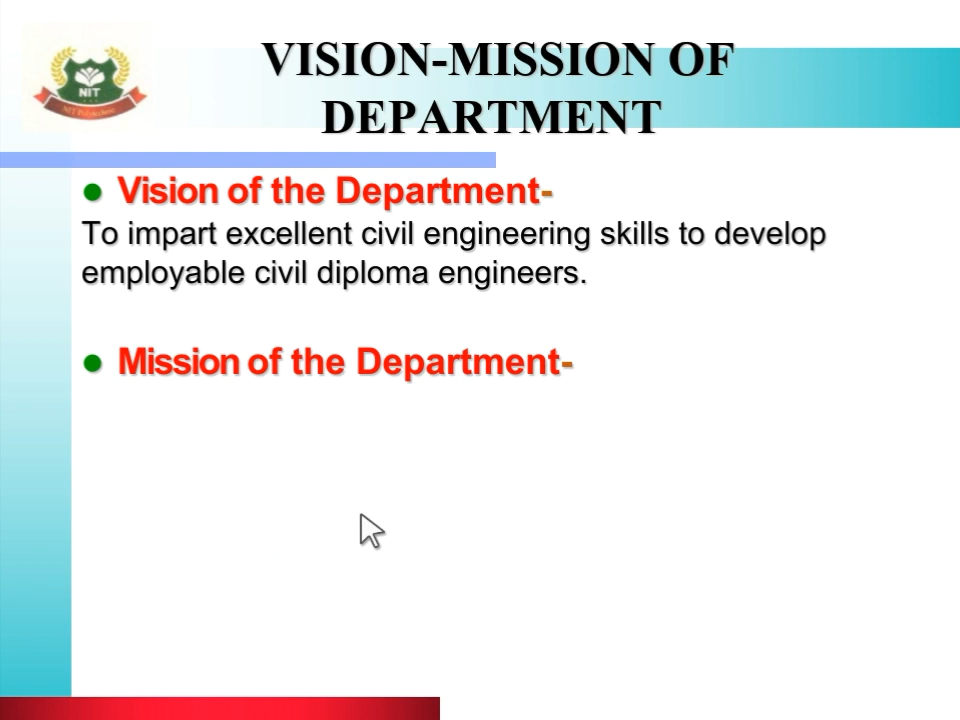 NIT
VISION-MISSION OF
DEPARTMENT
Vision of the Department-
To impart excellent civil engineering skills to develop
employable civil diploma engineers.
Mission of the Department-